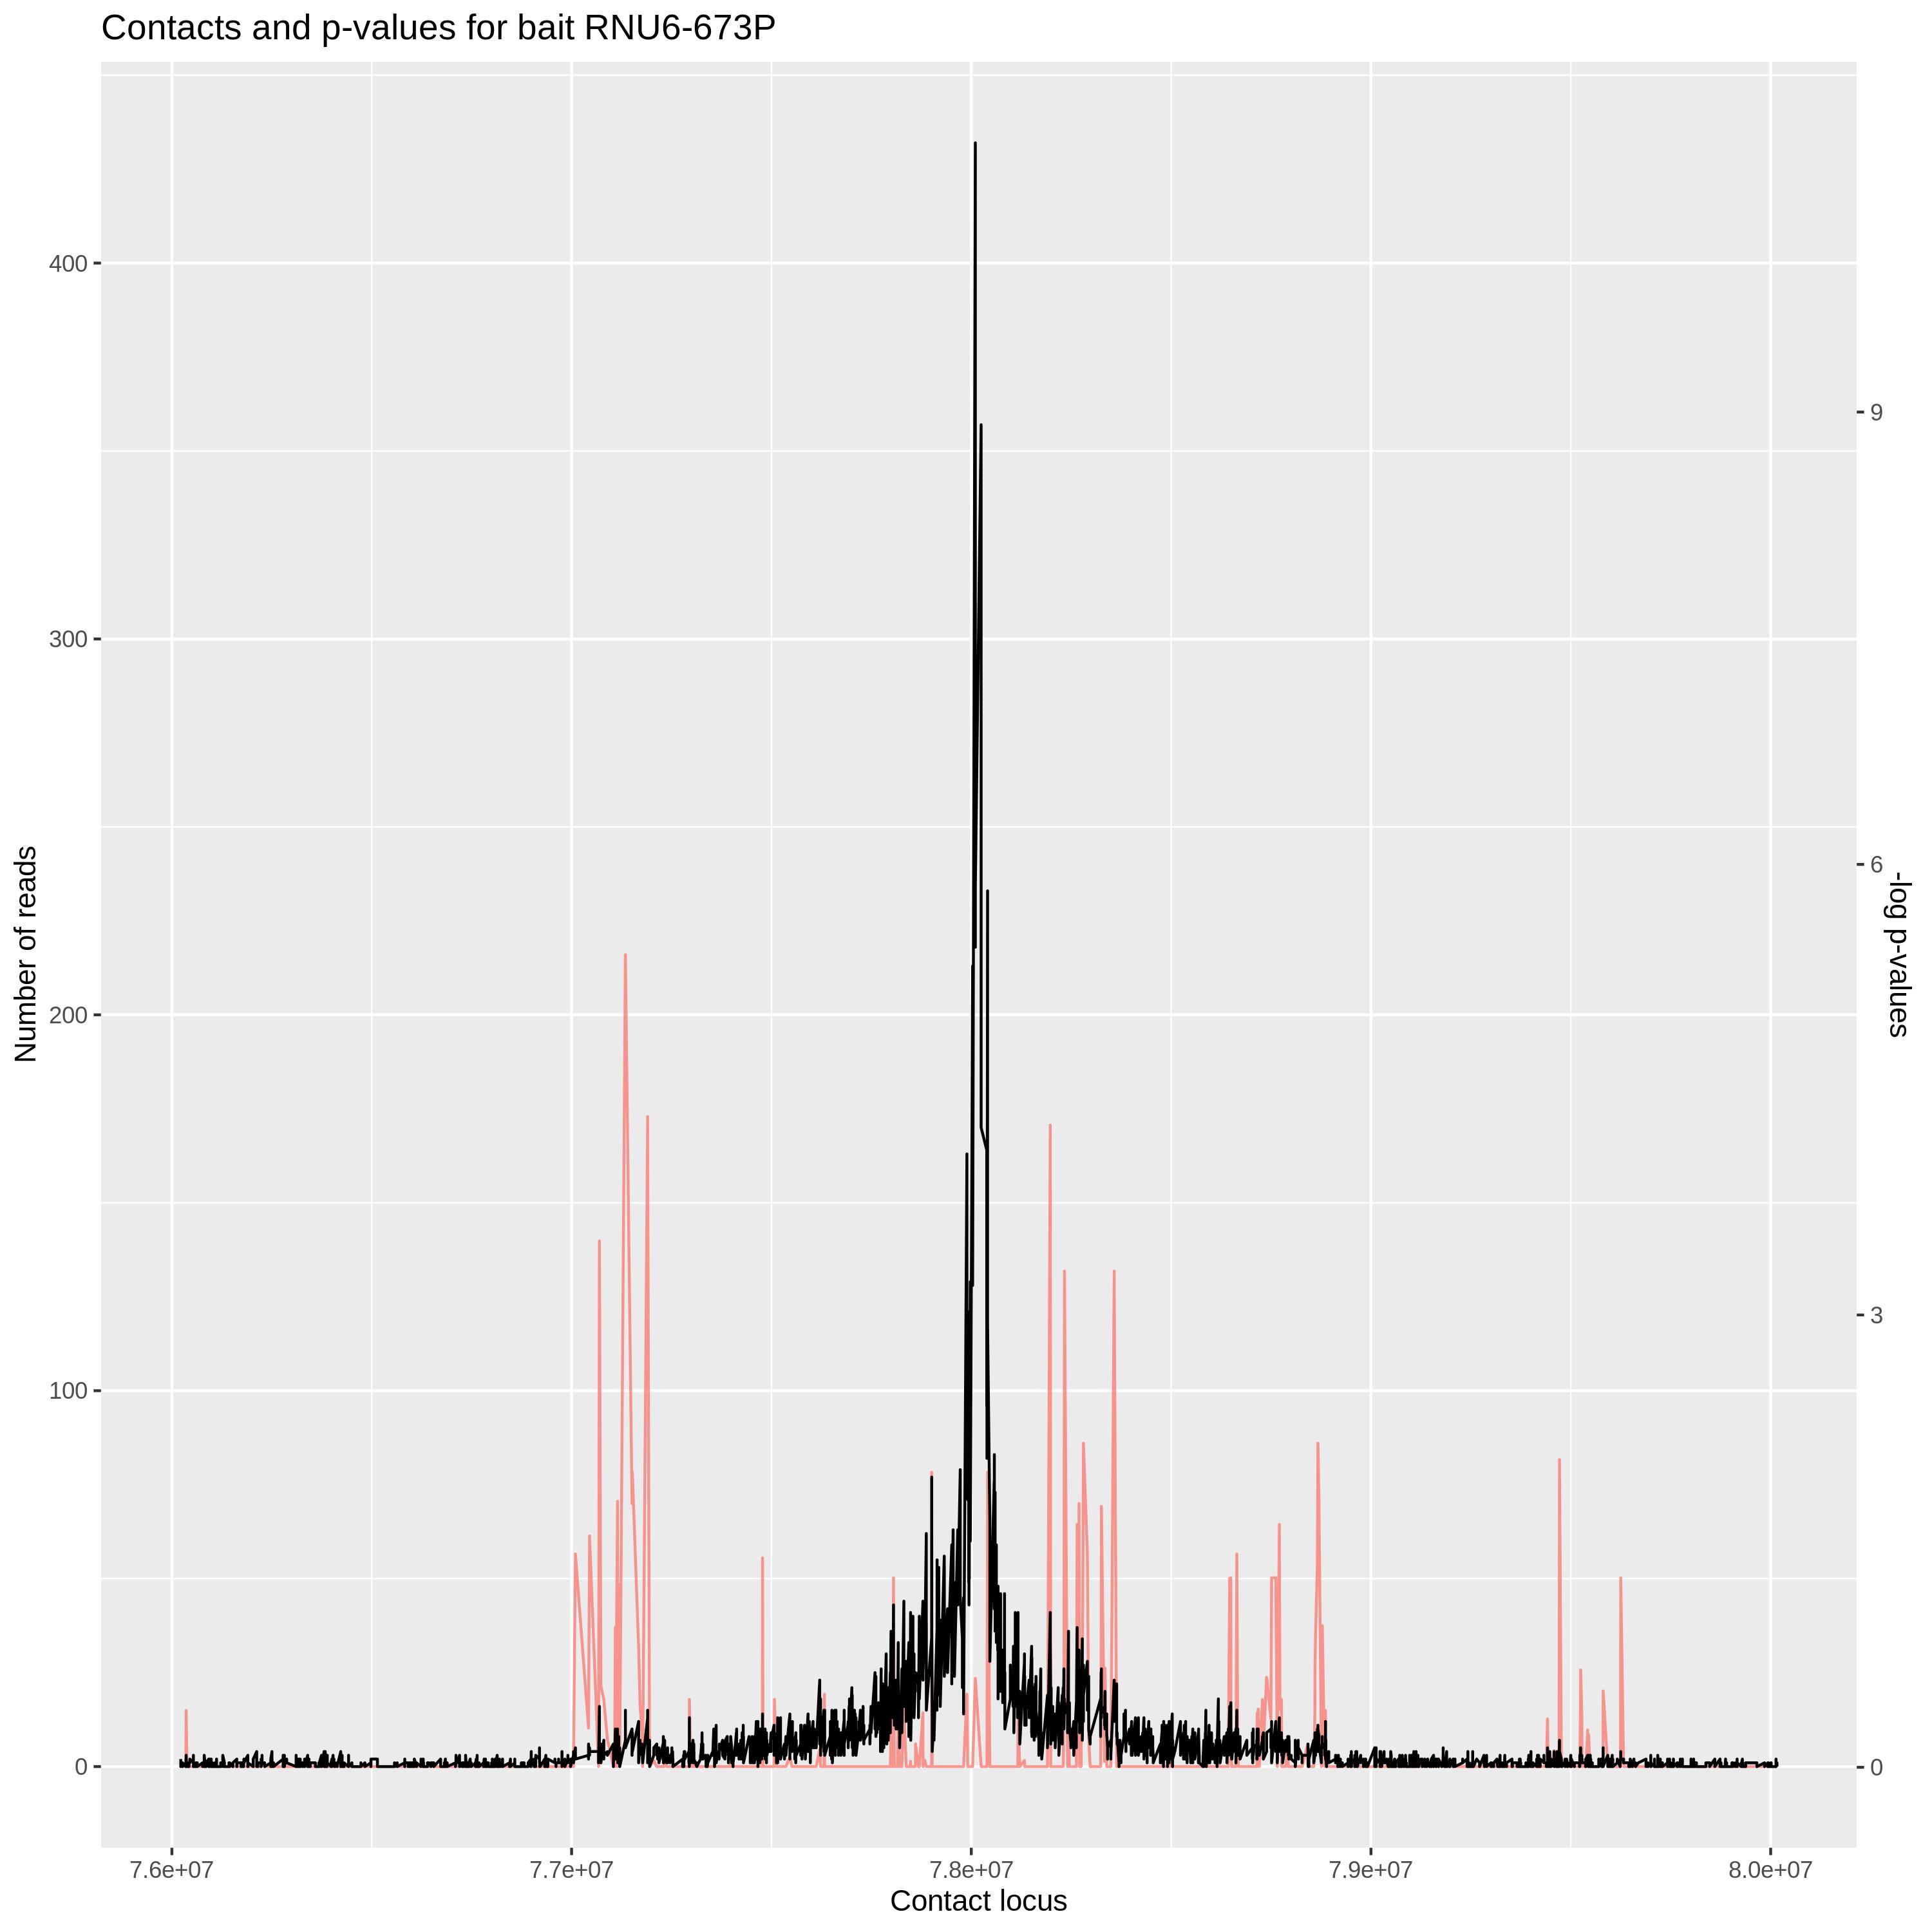 Contacts and p-values for bait RNU6-673P
400
300
200
100
0
Number of reads
9
6
3
0
-log p-values
7.6e+07
7.7e+07
7.8e+07
7.9e+07
8.0e+07
Contact locus